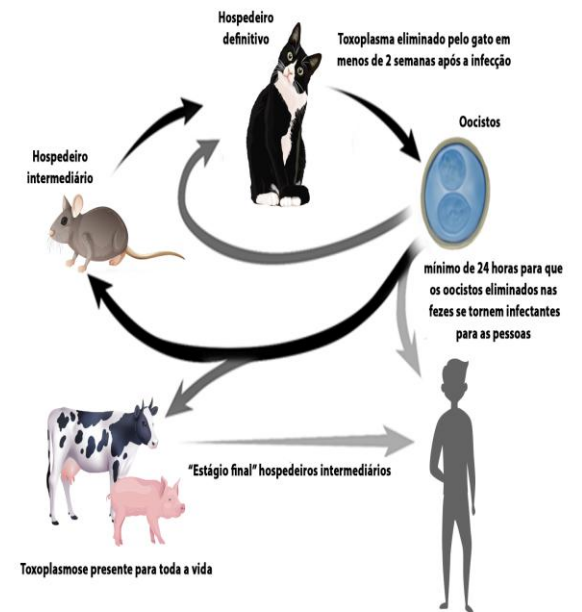 Hospedeiro
definitivo
Toxoplasma eliminado pelo gato em
menos de 2 semanas após a infecção
Oocistos
Hospedeiro
intermediário
mínimo de 24 horas para que
os oocistos eliminados nas
fezes se tornem infectantes
para as pessoas
"Estágio final" hospedeiros intermediários
Toxoplasmose presente para toda a vida